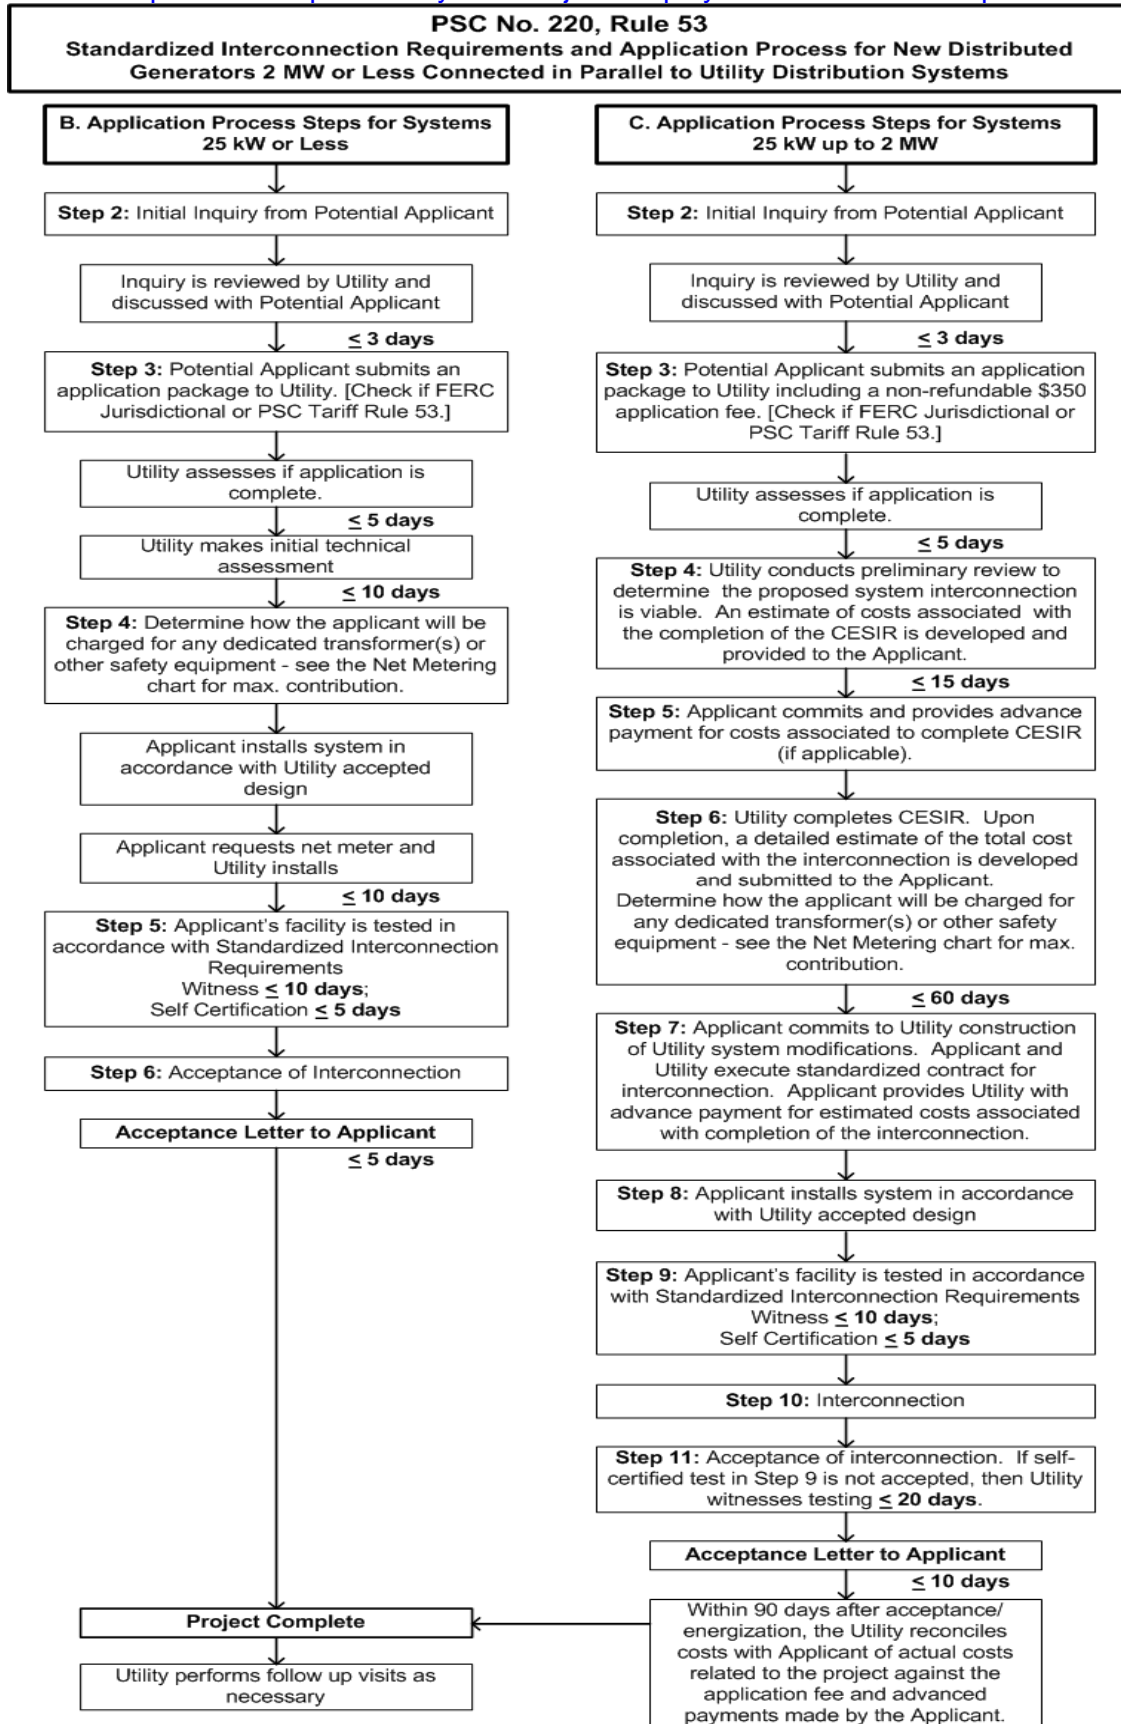 PSC No. 220, Rule 53
Standardized Interconnection Requirements and Application Process for New Distributed
Generators 2 MW or Less Connected in Parallel to Utility Distribution Systems
B. Application Process Steps for Systems
25 kW or Less
Step 2: Initial Inquiry from Potential Applicant
Inquiry is reviewed by Utility and
discussed with Potential Applicant
≤ 3 days
Step 3: Potential Applicant submits an
application package to Utility. [Check if FERC
Jurisdictional or PSC Tariff Rule 53.]
Utility assesses if application is
complete.
≤ 5 days
Utility makes initial technical
assessment
≤ 10 days
Step 4: Determine how the applicant will be
charged for any dedicated transformer(s) or
other safety equipment - see the Net Metering
chart for max. contribution.
Applicant installs system in
accordance with Utility accepted
design
Applicant requests net meter and
Utility installs
≤ 10 days
Step 5: Applicant's facility is tested in
accordance with Standardized Interconnection
Requirements
Witness ≤ 10 days;
Self Certification ≤ 5 days
Step 6: Acceptance of Interconnection
Acceptance Letter to Applicant
≤ 5 days
Project Complete
Utility performs follow up visits as
necessary
C. Application Process Steps for Systems
25 kW up to 2 MW
Step 2: Initial Inquiry from Potential Applicant
Inquiry is reviewed by Utility and
discussed with Potential Applicant
≤ 3 days
Step 3: Potential Applicant submits an application
package to Utility including a non-refundable $350
application fee. [Check if FERC Jurisdictional or
PSC Tariff Rule 53.]
Utility assesses if application is
complete.
≤ 5 days
Step 4: Utility conducts preliminary review to
determine the proposed system interconnection
is viable. An estimate of costs associated with
the completion of the CESIR is developed and
provided to the Applicant.
≤ 15 days
Step 5: Applicant commits and provides advance
payment for costs associated to complete CESIR
(if applicable).
Step 6: Utility completes CESIR. Upon
completion, a detailed estimate of the total cost
associated with the interconnection is developed
and submitted to the Applicant.
Determine how the applicant will be charged for
any dedicated transformer(s) or other safety
equipment - see the Net Metering chart for max.
contribution.
≤ 60 days
Step 7: Applicant commits to Utility construction
of Utility system modifications. Applicant and
Utility execute standardized contract for
interconnection. Applicant provides Utility with
advance payment for estimated costs associated
with completion of the interconnection.
Step 8: Applicant installs system in accordance
with Utility accepted design
Step 9: Applicant's facility is tested in accordance
with Standardized Interconnection Requirements
Witness ≤ 10 days;
Self Certification ≤ 5 days
Step 10: Interconnection
Step 11: Acceptance of interconnection. If self-
certified test in Step 9 is not accepted, then Utility
witnesses testing ≤ 20 days.
Acceptance Letter to Applicant
≤ 10 days
Within 90 days after acceptance/
energization, the Utility reconciles
costs with Applicant of actual costs
related to the project against the
application fee and advanced
payments made by the Applicant.